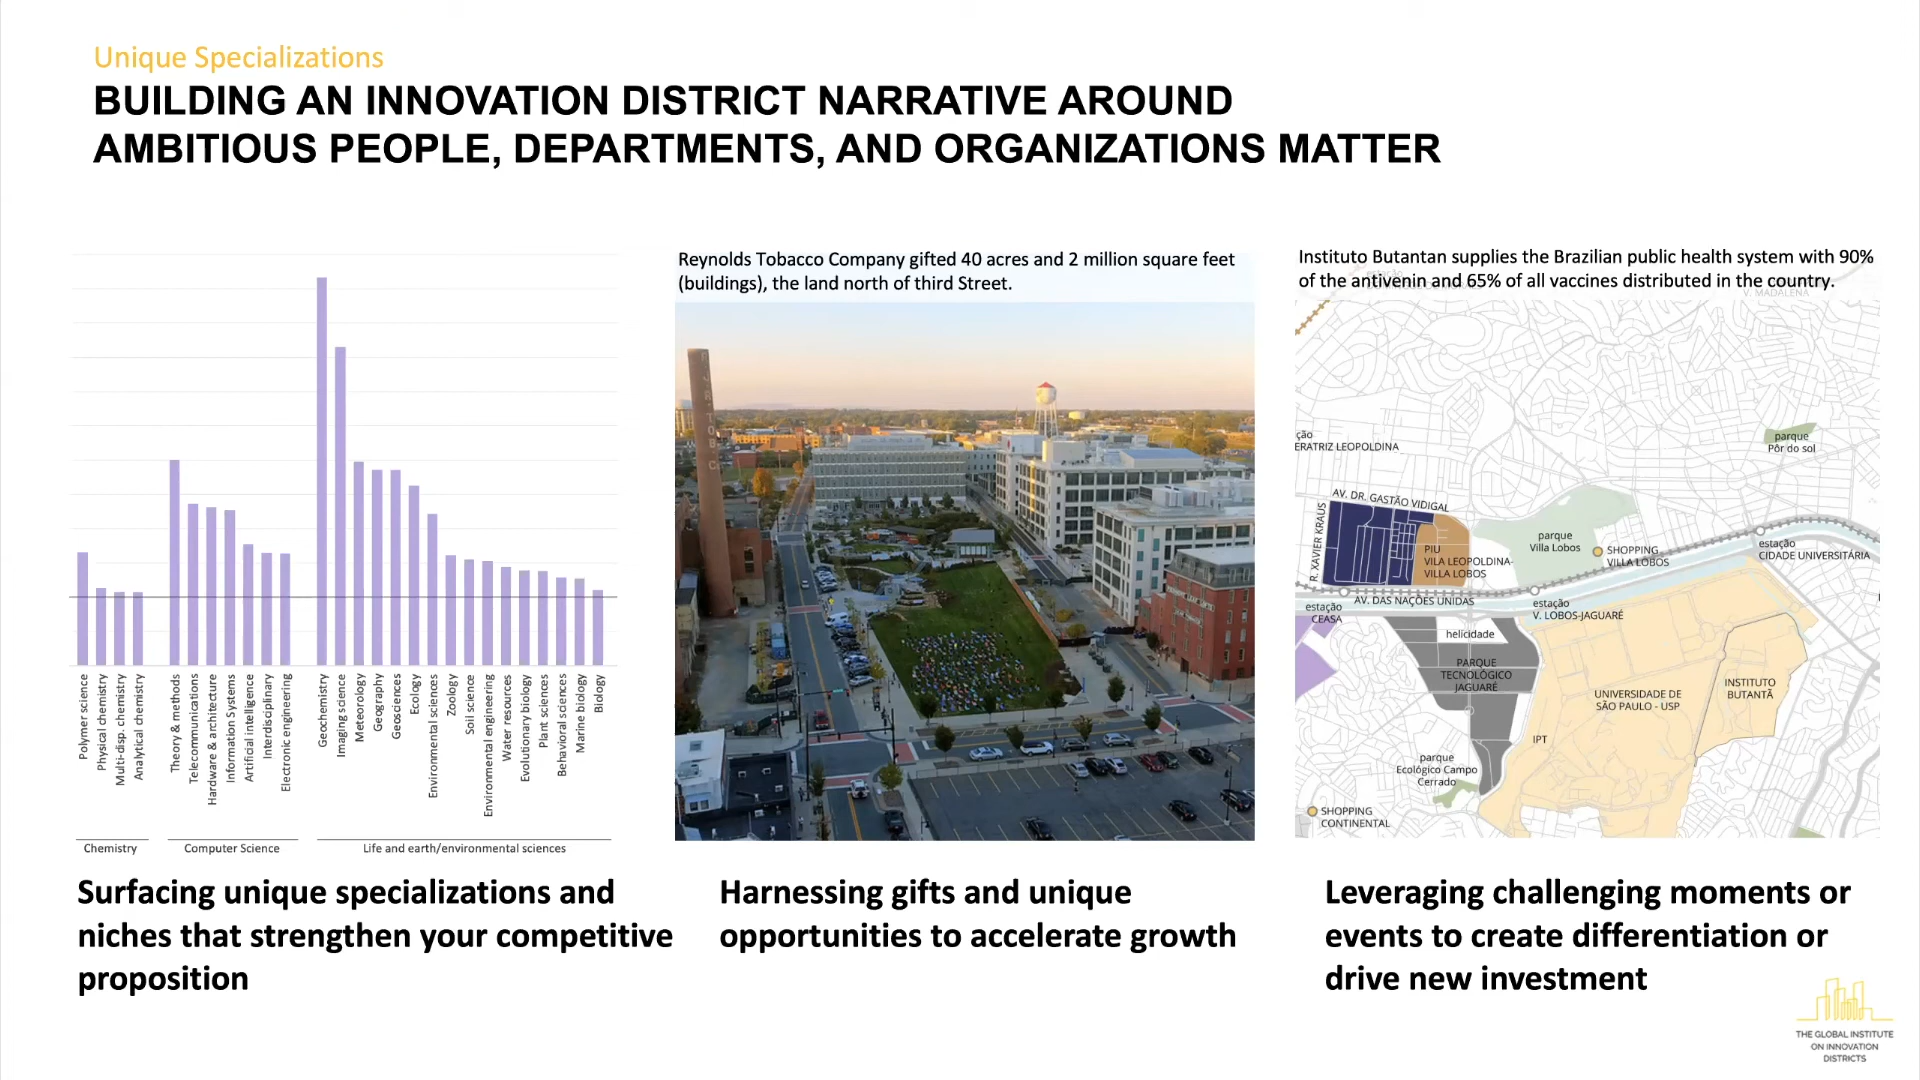 Unique Specializations
BUILDING AN INNOVATION DISTRICT NARRATIVE AROUND
AMBITIOUS PEOPLE, DEPARTMENTS, AND ORGANIZATIONS MATTER
Polymer science
Physical chemistry
Multi-disp. chemistry
Analytical chemistry
Theory & methods
Telecommunications
Hardware & architecture
Information Systems
Artificial intelligence
Interdisciplinary
Electronic engineering
Geochemistry
Imaging science
Meteorology
Geography
Geosciences
Ecology
Environmental sciences
Zoology
Soil science
Environmental engineering
Water resources
Evolutionary biology
Plant sciences
Behavioral sciences
Marine biology
Biology
Chemistry
Computer Science
Life and earth/environmental sciences
Surfacing unique specializations and
niches that strengthen your competitive
proposition
Reynolds Tobacco Company gifted 40 acres and 2 million square feet
(buildings), the land north of third Street.
Harnessing gifts and unique
opportunities to accelerate growth
Instituto Butantan supplies the Brazilian public health system with 90%
of the antivenin and 65% of all vaccines distributed in the country.
V. MADALENA
ção
ERATRIZ LEOPOLDINA
parque
Pôr do sol
AV. DR. GASTÃO VIDIGAL
R. XAVIER KRAUS
PIU
VILA LEOPOLDINA-
VILLA LOBOS
parque
Villa Lobos
SHOPPING
VILLA LOBOS
estação
CIDADE UNIVERSITÁRIA
AV. DAS NAÇÕES UNIDAS
estação
CEASA
estação
V. LOBOS-JAGUARÉ
helicidade
PARQUE
TECNOLÓGICO
JAGUARÉ
UNIVERSIDADE DE
SÃO PAULO - USP
INSTITUTO
BUTANTÃ
IPT
parque
Ecológico Campo
Cerrado
SHOPPING
CONTINENTAL
Leveraging challenging moments or
events to create differentiation or
drive new investment
THE GLOBAL INSTITUTE
ON INNOVATION
DISTRICTS